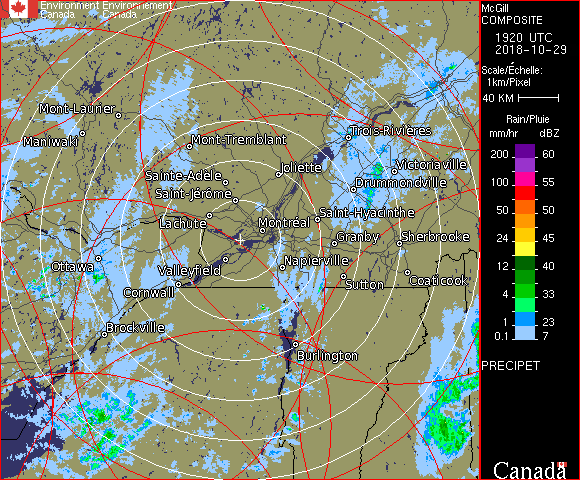 Environment Environnement
Canada Canada
McGill
COMPOSITE
1920 UTC
2018-10-29
Scale/Échelle:
1km/Pixel
40 KM
Rain/Pluie
mm/hr dBZ
200 60
100 55
50 50
24 45
12 40
4 33
1 23
0.1 7
PRECIPET
Canada
Mont-Laurier
Maniwaki
Mont-Tremblant
Trois-Rivières
Joliette
Victoriaville
Sainte-Adèle
Drummondville
Saint-Jérôme
Lachute
Saint-Hyacinthe
Montréal
Granby
Sherbrooke
Ottawa
Valleyfield
Napierville
Cornwall
Sutton
Coaticook
Brockville
Burlington